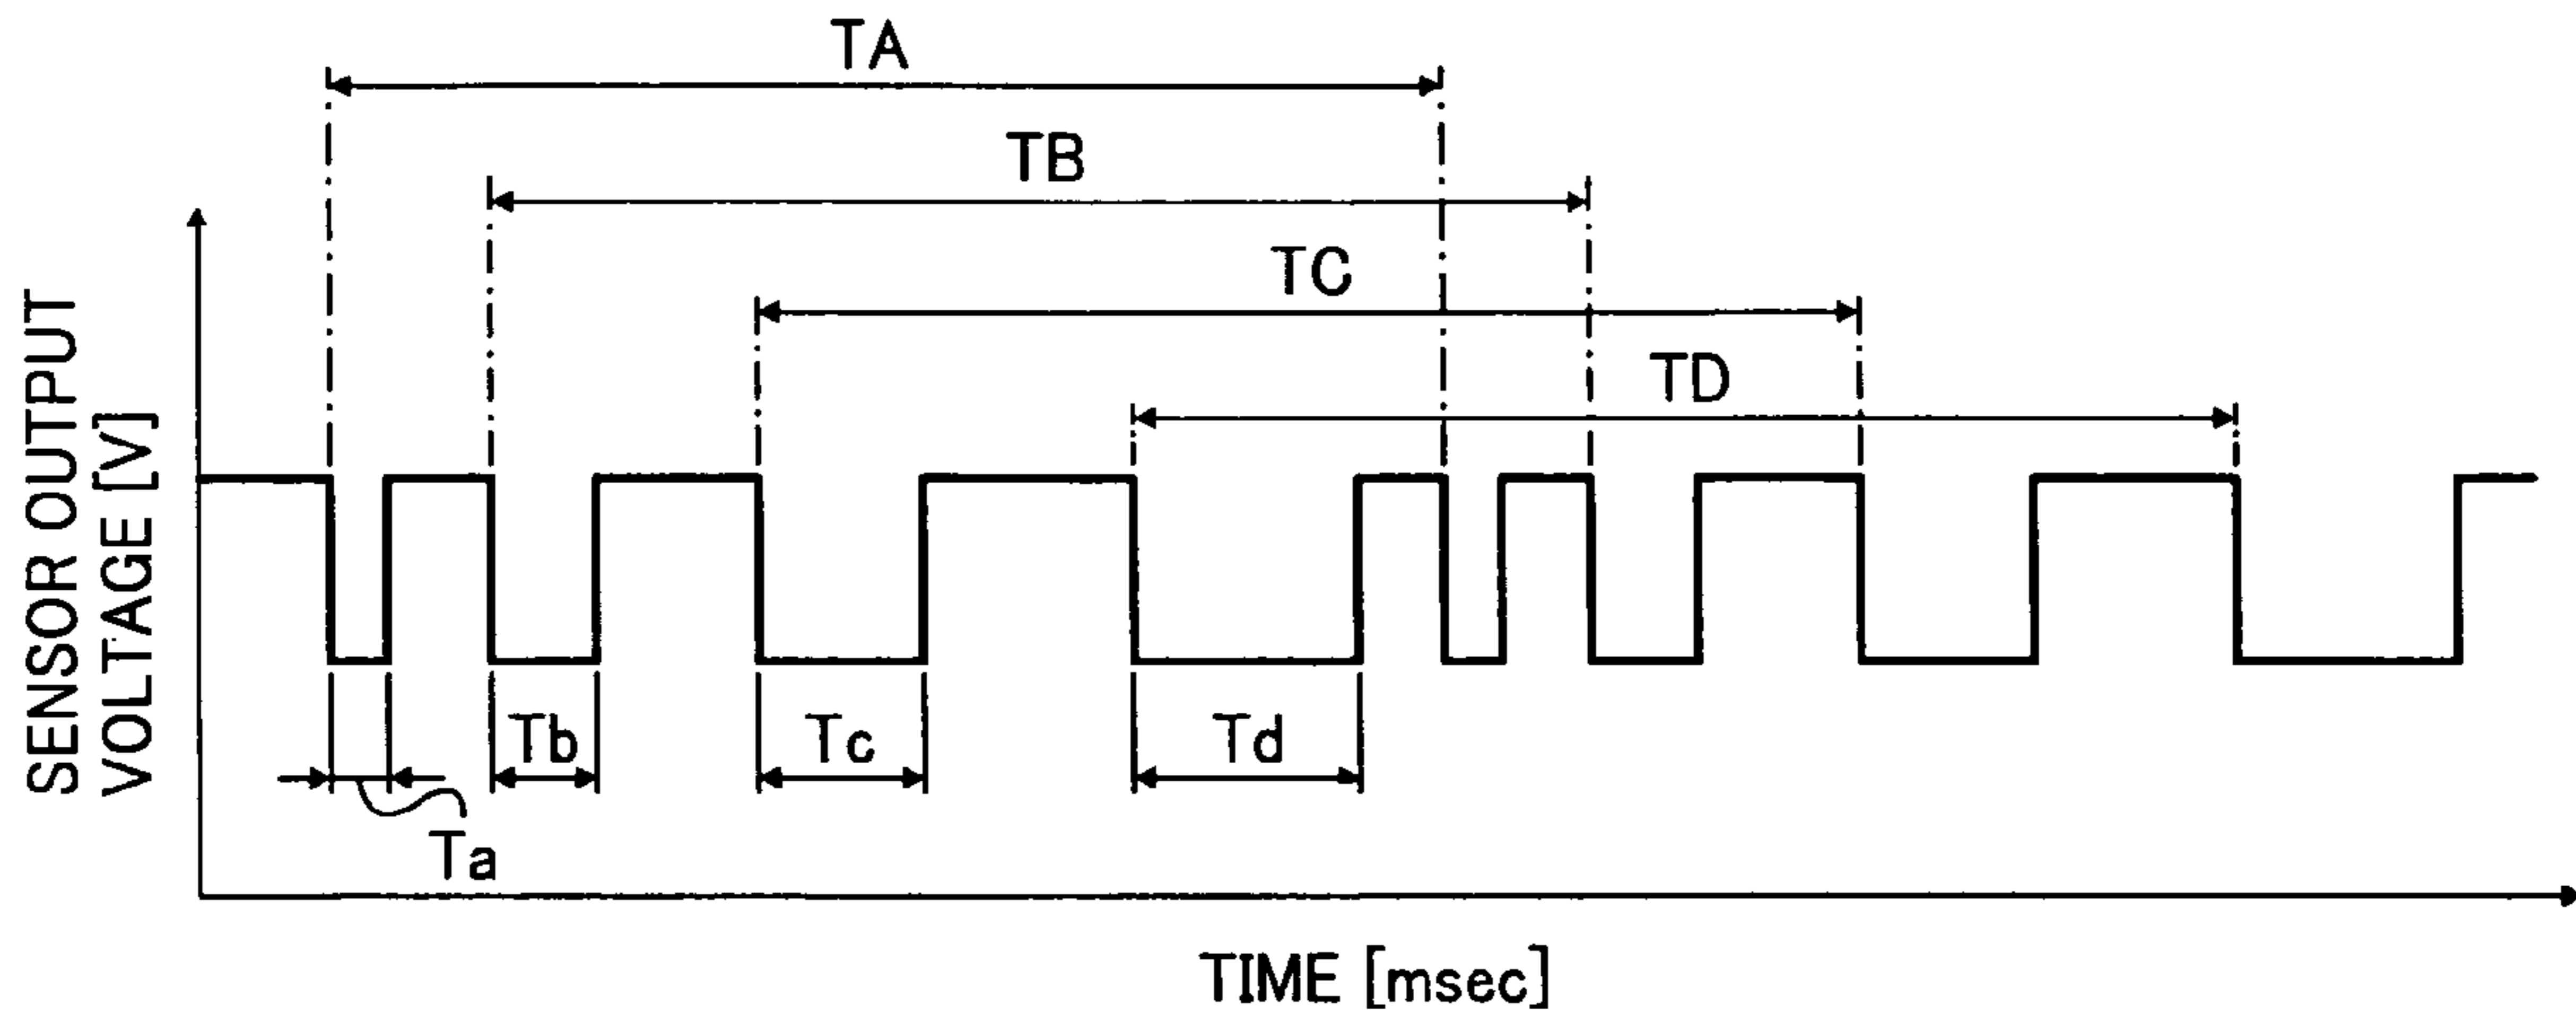 TA
TB
TC
TD
SENSOR OUTPUT
VOLTAGE [V]
Tb
Tc
Td
Ta
TIME [msec]